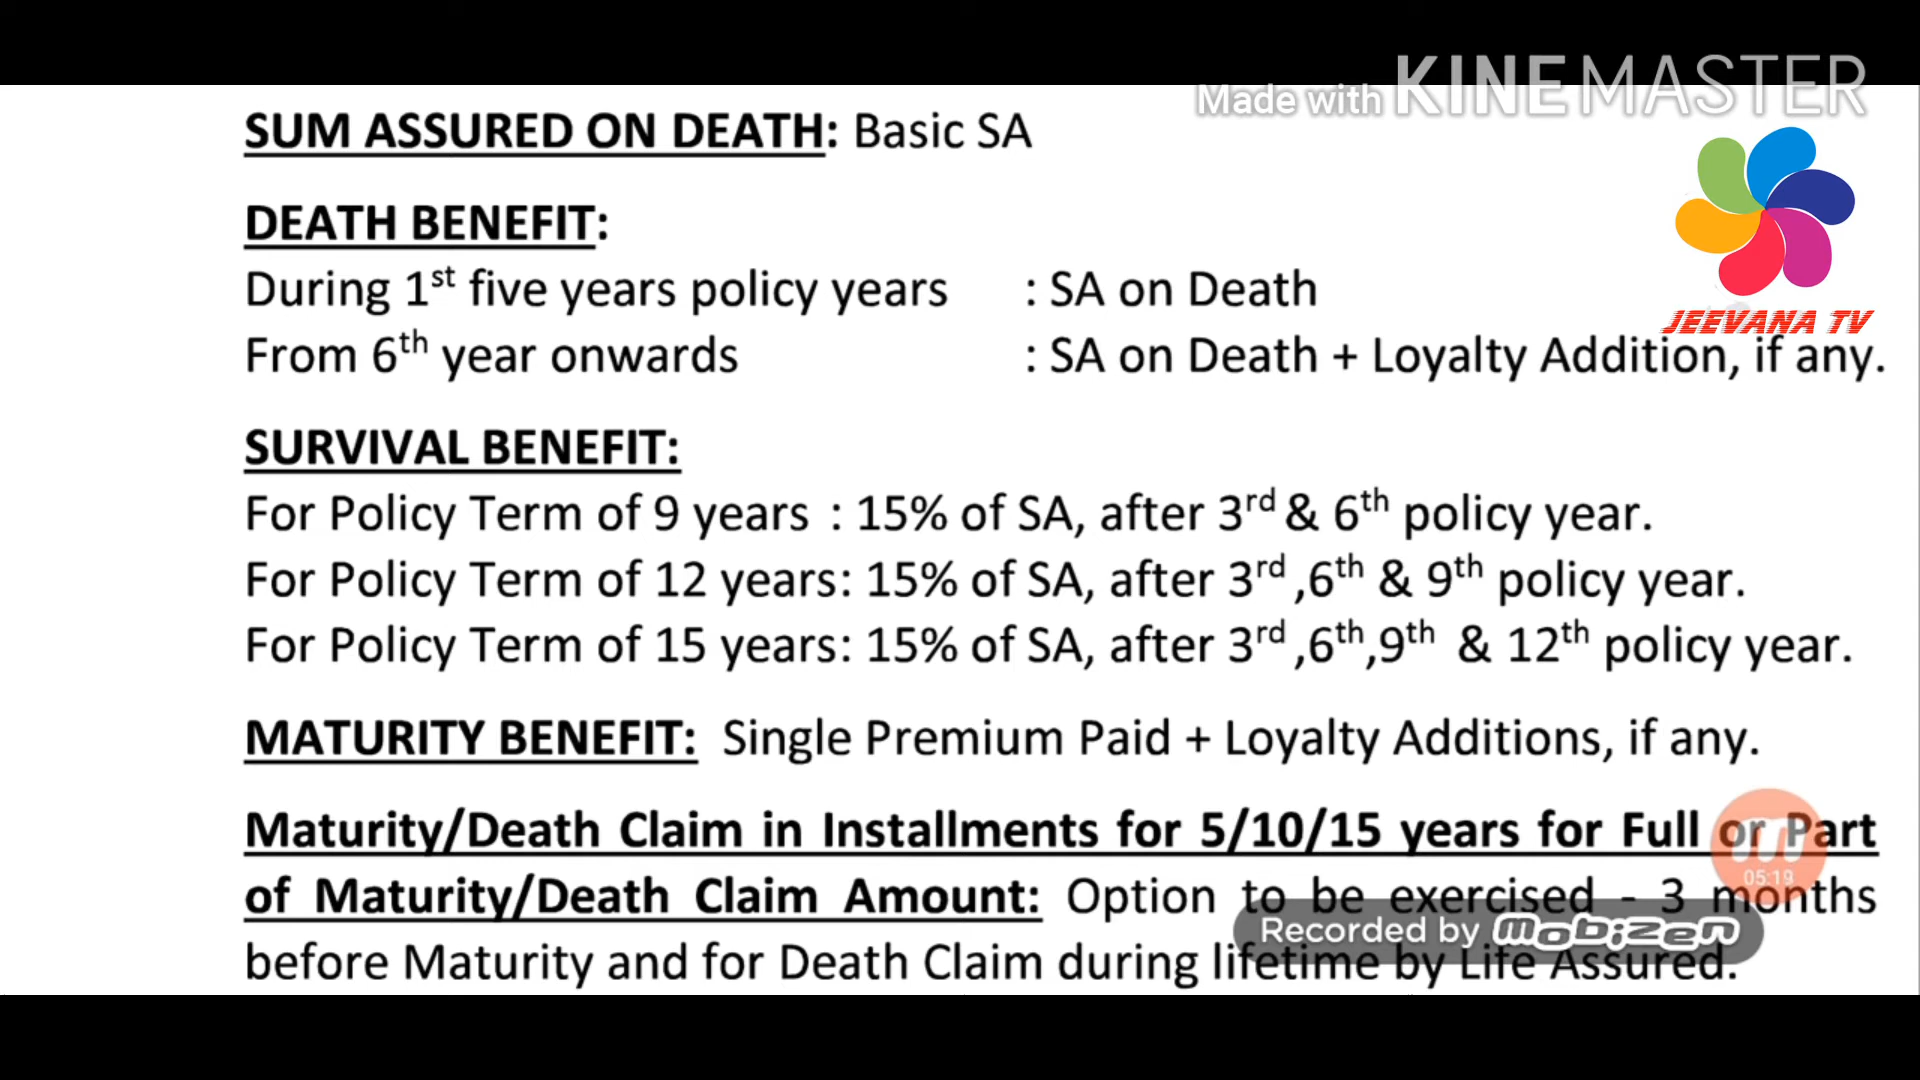 Made with KINEMASTER
SUM ASSURED ON DEATH: Basic SA
DEATH BENEFIT:
During 1st five years policy years : SA on Death
JEEVANA TV
From 6th year onwards : SA on Death + Loyalty Addition, if any.
SURVIVAL BENEFIT:
For Policy Term of 9 years : 15% of SA, after 3rd & 6th policy year.
For Policy Term of 12 years: 15% of SA, after 3rd ,6th & 9th policy year.
For Policy Term of 15 years: 15% of SA, after 3rd ,6th,9th & 12th policy year.
MATURITY BENEFIT: Single Premium Paid + Loyalty Additions, if any.
Maturity/Death Claim in Installments for 5/10/15 years for Full or Part
05:19
of Maturity/Death Claim Amount: Option to be exercised - 3 months
Recorded by mobizen
before Maturity and for Death Claim during lifetime by Life Assured.